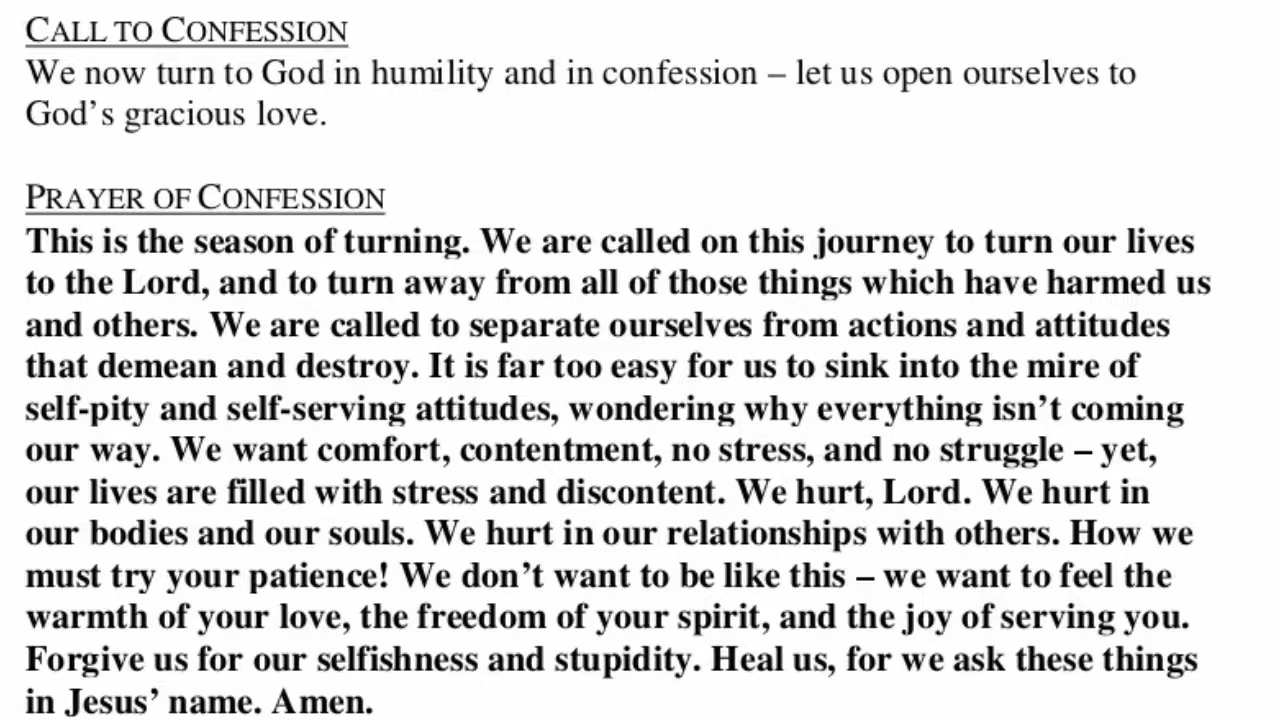 CALL TO CONFESSION
We now turn to God in humility and in confession – let us open ourselves to
God’s gracious love.
PRAYER OF CONFESSION
This is the season of turning. We are called on this journey to turn our lives
to the Lord, and to turn away from all of those things which have harmed us
and others. We are called to separate ourselves from actions and attitudes
that demean and destroy. It is far too easy for us to sink into the mire of
self-pity and self-serving attitudes, wondering why everything isn’t coming
our way. We want comfort, contentment, no stress, and no struggle – yet,
our lives are filled with stress and discontent. We hurt, Lord. We hurt in
our bodies and our souls. We hurt in our relationships with others. How we
must try your patience! We don’t want to be like this – we want to feel the
warmth of your love, the freedom of your spirit, and the joy of serving you.
Forgive us for our selfishness and stupidity. Heal us, for we ask these things
in Jesus’ name. Amen.